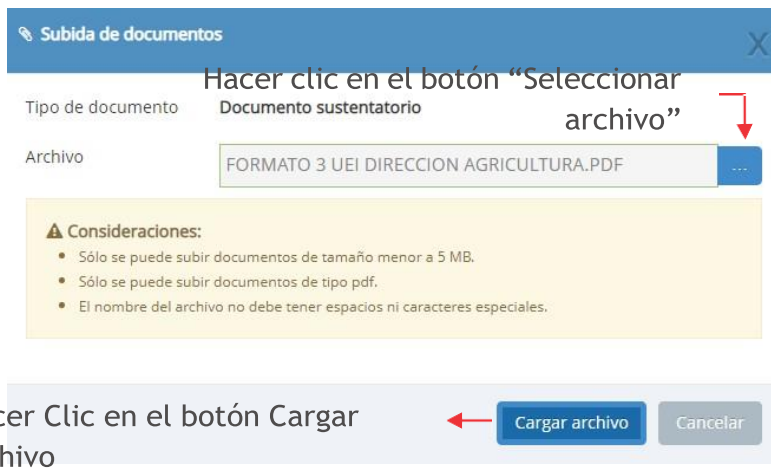 Subida de documentos
X
Hacer clic en el botón “Seleccionar
archivo”
Tipo de documento Documento sustentatorio
Archivo FORMATO 3 UEI DIRECCION AGRICULTURA.PDF ...
Consideraciones:
Sólo se puede subir documentos de tamaño menor a 5 MB.
Sólo se puede subir documentos de tipo pdf.
El nombre del archivo no debe tener espacios ni caracteres especiales.
cer Clic en el botón Cargar
hivo
Cargar archivo Cancelar